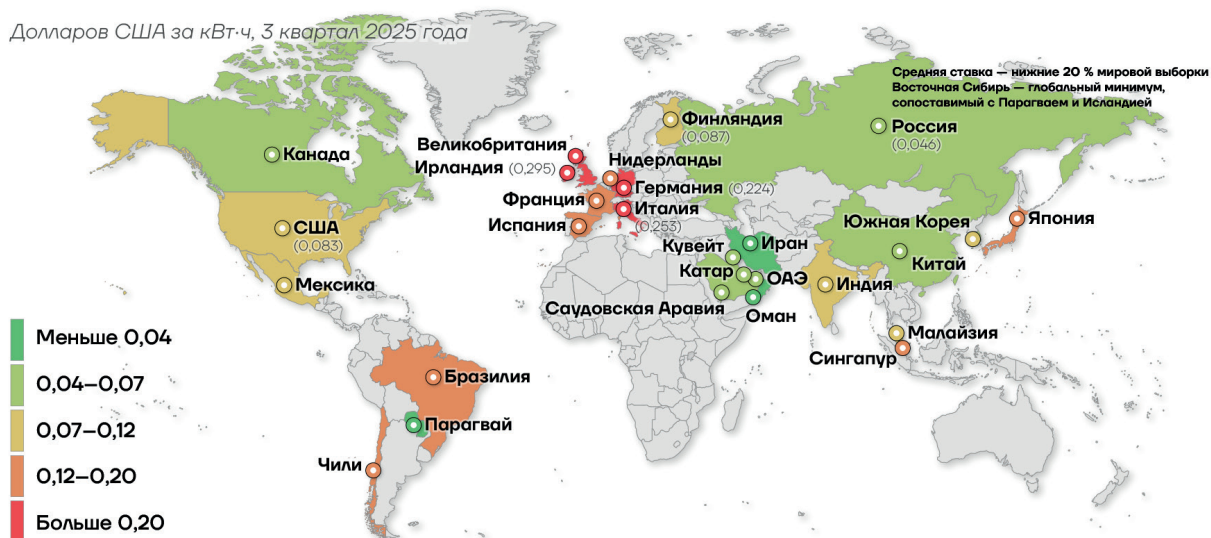 Долларов США за кВт·ч, 3 квартал 2025 года
Средняя ставка — нижние 20 % мировой выборки
Восточная Сибирь — глобальный минимум,
сопоставимый с Парагваем и Исландией
Финляндия
(0,087)
Россия
(0,046)
Великобритания
Ирландия (0,295)
Нидерланды
Канада
Германия (0,224)
Франция
Италия
(0,253)
Испания
США
(0,083)
Южная Корея
Япония
Кувейт
Иран
Китай
Катар
ОАЭ
Мексика
Индия
Саудовская Аравия
Оман
Малайзия
Сингапур
Бразилия
Парагвай
Чили
Меньше 0,04
0,04–0,07
0,07–0,12
0,12–0,20
Больше 0,20